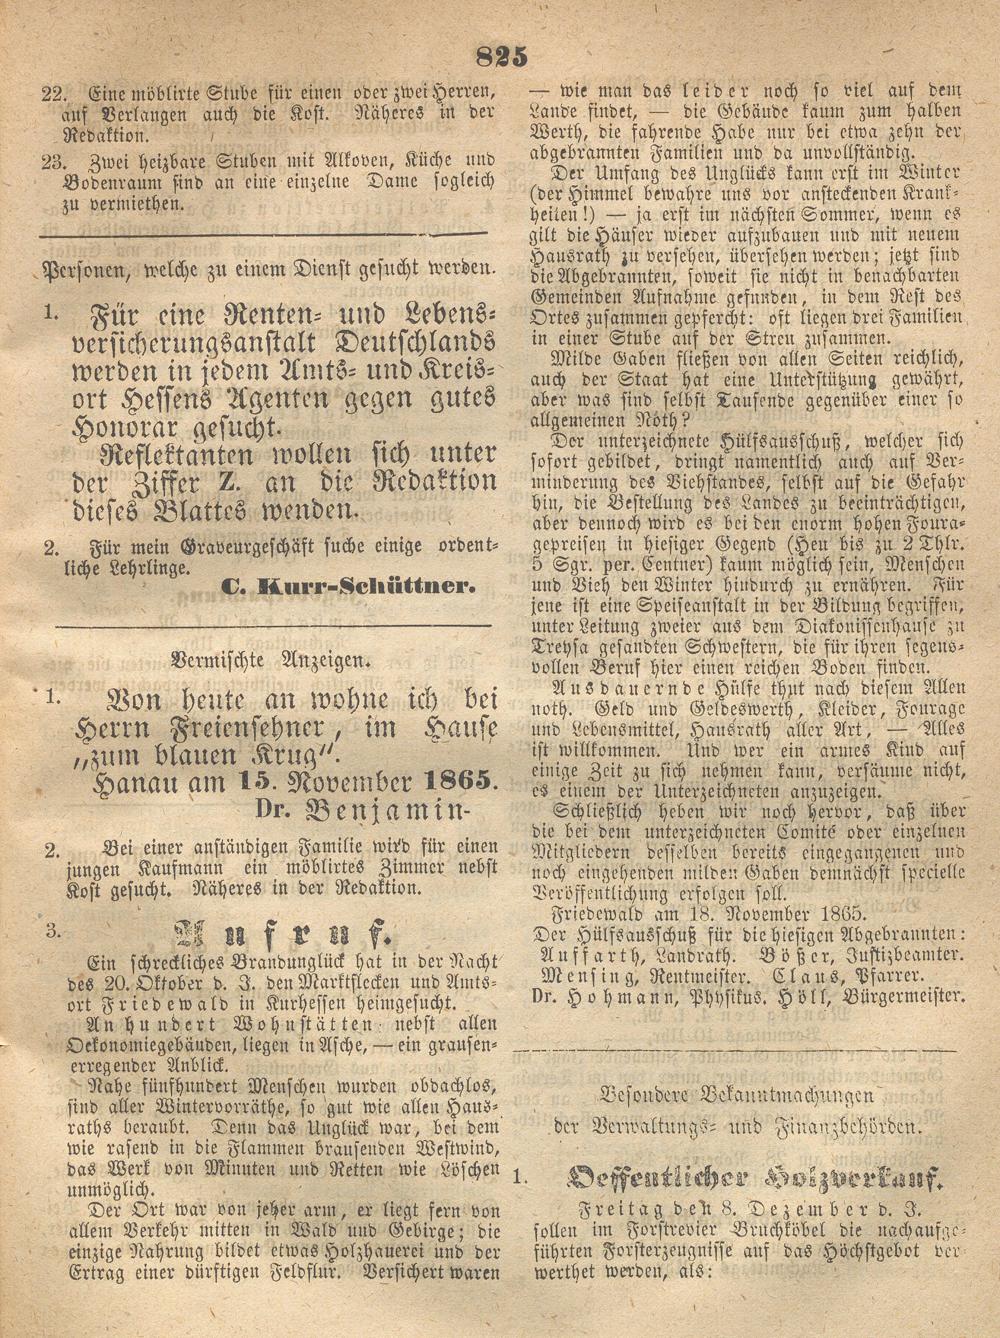 825
22. Eine möblirte Stube für einen oder zwei Herren,
auf Verlangen auch die Kost. Näheres in der
Redaktion.
23. Zwei heizbare Stuben mit Alkoven, Küche und
Bodenraum sind an eine einzelne Dame sogleich
zu vermiethen.
Personen, welche zu einem Dienst gesucht werden.
1. Für eine Renten- und Lebens-
versicherungsanstalt Deutschlands
werden in jedem Amts- und Kreis-
ort Hessens Agenten gegen gutes
Honorar gesucht.
Reflektanten wollen sich unter
der Ziffer Z. an die Redaktion
dieses Blattes wenden.
2. Für mein Graveurgeschäft suche einige ordent-
liche Lehrlinge.
C. Kurr-Schüttner.
Vermischte Anzeigen.
1. Von heute an wohne ich bei
Herrn Freiensehner, im Hause
„zum blauen Krug“.
Hanau am 15. November 1865.
Dr. Benjamin-
2. Bei einer anständigen Familie wird für einen
jungen Kaufmann ein möblirtes Zimmer nebst
Kost gesucht. Näheres in der Redaktion.
3. Aufruf.
Ein schreckliches Brandunglück hat in der Nacht
des 20. Oktober d. J. den Marktflecken und Amts-
ort Friedewald in Kurhessen heimgesucht.
An hundert Wohnstätten nebst allen
Oekonomiegebäuden, liegen in Asche, — ein grausen-
erregender Anblick.
Nahe fünfhundert Menschen wurden obdachlos,
sind aller Wintervorräthe, so gut wie allen Haus-
raths beraubt. Denn das Unglück war, bei dem
wie rasend in die Flammen brausenden Westwind,
das Werk von Minuten und Retten wie Löschen
unmöglich.
Der Ort war von jeher arm, er liegt fern von
allem Verkehr mitten in Wald und Gebirge; die
einzige Nahrung bildet etwas Holzhauerei und der
Ertrag einer dürftigen Feldflur. Versichert waren
— wie man das leider noch so viel auf dem
Lande findet, — die Gebäude kaum zum halben
Werth, die fahrende Habe nur bei etwa zehn der
abgebrannten Familien und da unvollständig.
Der Umfang des Unglücks kann erst im Winter
(der Himmel bewahre uns vor ansteckenden Krank-
heiten!) — ja erst im nächsten Sommer, wenn es
gilt die Häuser wieder aufzubauen und mit neuem
Hausrath zu versehen, übersehen werden; jetzt sind
die Abgebrannten, soweit sie nicht in benachbarten
Gemeinden Aufnahme gefunden, in dem Rest des
Ortes zusammen gepfercht: oft liegen drei Familien
in einer Stube auf der Streu zusammen.
Milde Gaben fließen von allen Seiten reichlich,
auch der Staat hat eine Unterstützung gewährt,
aber was sind selbst Tausende gegenüber einer so
allgemeinen Noth?
Der unterzeichnete Hülfsausschuß, welcher sich
sofort gebildet, dringt namentlich auch auf Ver-
minderung des Viehstandes, selbst auf die Gefahr
hin, die Bestellung des Landes zu beeinträchtigen,
aber dennoch wird es bei den enorm hohen Foura-
gepreisen in hiesiger Gegend (Heu bis zu 2 Thlr.
5 Sgr. per. Centner) kaum möglich sein, Menschen
und Vieh den Winter hindurch zu ernähren. Für
jene ist eine Speiseanstalt in der Bildung begriffen,
unter Leitung zweier aus dem Diakonissenhause zu
Treysa gesandten Schwestern, die für ihren segens-
vollen Beruf hier einen reichen Boden finden.
Ausdauernde Hülfe thut nach diesem Allen
noth. Geld und Geldeswerth, Kleider, Fourage
und Lebensmittel, Hausrath aller Art, — Alles
ist willkommen. Und wer ein armes Kind auf
einige Zeit zu sich nehmen kann, versäume nicht,
es einem der Unterzeichneten anzuzeigen.
Schließlich heben wir noch hervor, daß über
die bei dem unterzeichneten Comité oder einzelnen
Mitgliedern desselben bereits eingegangenen und
noch eingehenden milden Gaben demnächst specielle
Veröffentlichung erfolgen soll.
Friedewald am 18. November 1865.
Der Hülfsausschuß für die hiesigen Abgebrannten:
Auffarth, Landrath. Bößer, Justizbeamter.
Mensing, Rentmeister. Claus, Pfarrer.
Dr. Hohmann, Physikus. Höll, Bürgermeister.
Besondere Bekanntmachungen
der Verwaltungs- und Finanzbehörden.
1. Oeffentlicher Holzverkauf.
Freitag den 8. Dezember d. J.
sollen im Forstrevier Bruchköbel die nachaufge-
führten Forsterzeugnisse auf das Höchstgebot ver
werthet werden, als: